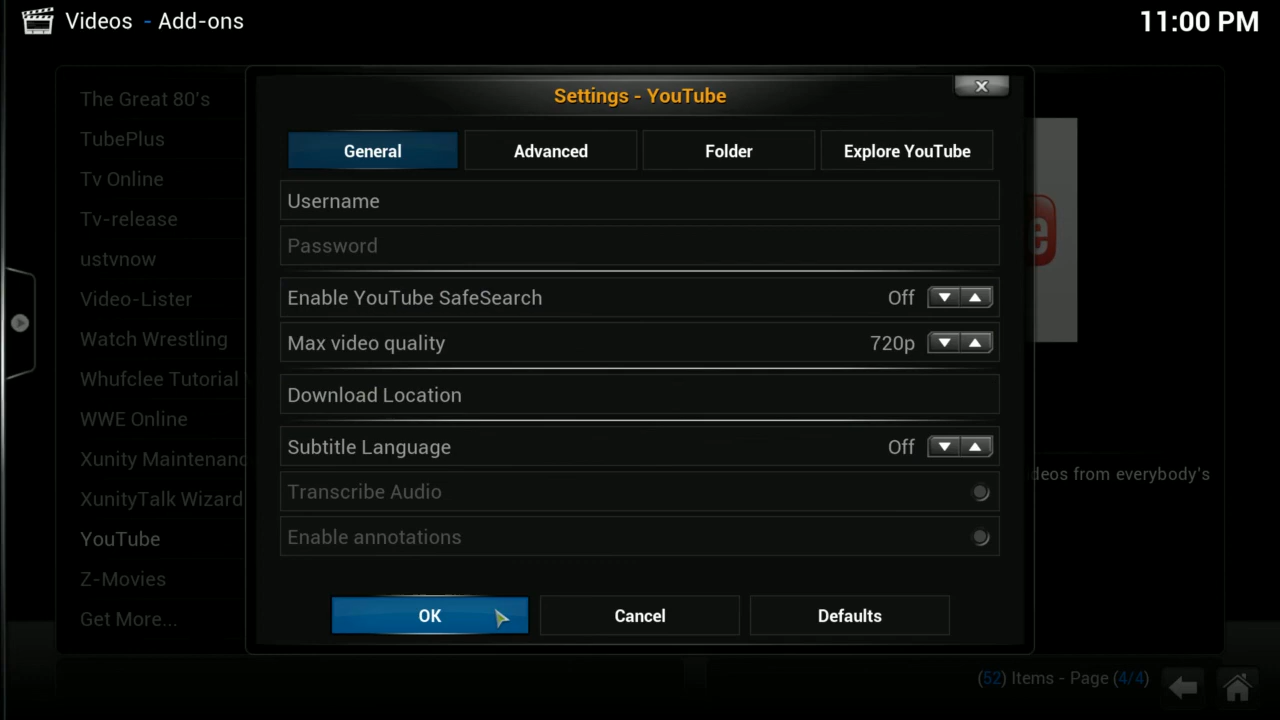 Videos - Add-ons
11:00 PM
The Great 80's
TubePlus
Tv Online
Tv-release
ustvnow
Video-Lister
Watch Wrestling
Whufclee Tutorial
WWE Online
Xunity Maintenanc
XunityTalk Wizard
YouTube
Z-Movies
Get More...
Settings - YouTube
x
General
Advanced
Folder
Explore YouTube
Username
Password
Enable YouTube SafeSearch Off
Max video quality 720p
Download Location
Subtitle Language Off
Transcribe Audio
Enable annotations
OK
Cancel
Defaults
e
deos from everybody's
(52) Items - Page (4/4)